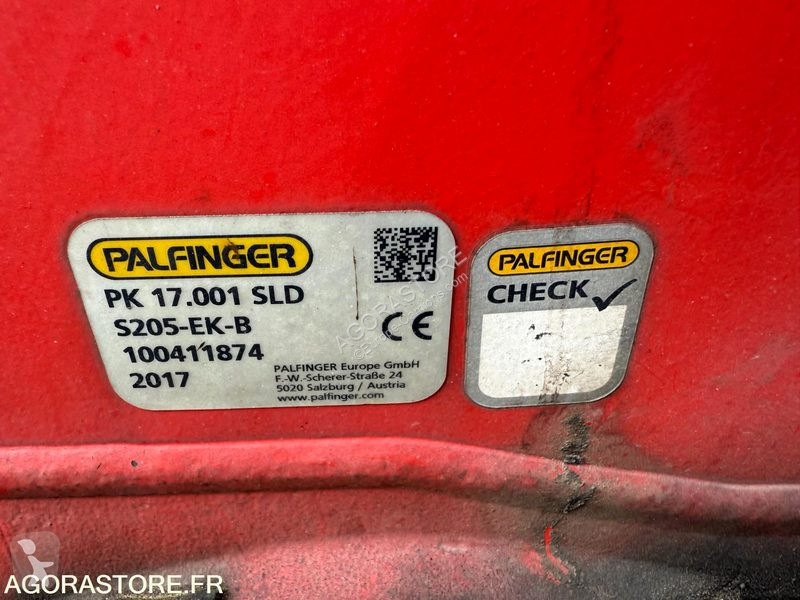 PALFINGER
PK 17.001 SLD
S205-EK-B
100411874
2017
CE
PALFINGER Europe GmbH
F.-W.-Scherer-Straße 24
5020 Salzburg / Austria
www.palfinger.com
PALFINGER
CHECK
AGORASTORE
AGORASTORE.FR